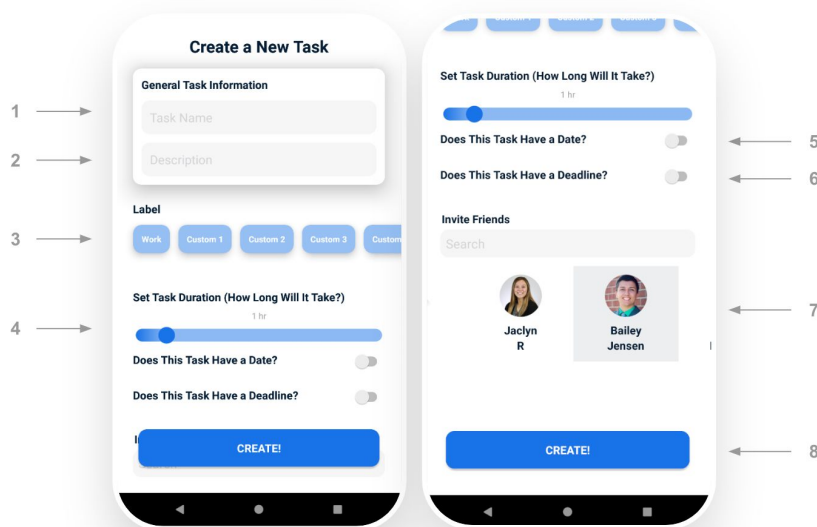 Create a New Task
General Task Information
1
Task Name
2
Description
Label
3
Work Custom 1 Custom 2 Custom 3 Custom
Set Task Duration (How Long Will It Take?)
1 hr
4
Does This Task Have a Date?
Does This Task Have a Deadline?
CREATE!
Set Task Duration (How Long Will It Take?)
1 hr
Does This Task Have a Date?
5
Does This Task Have a Deadline?
6
Invite Friends
Search
7
Jaclyn
R
Bailey
Jensen
CREATE!
8